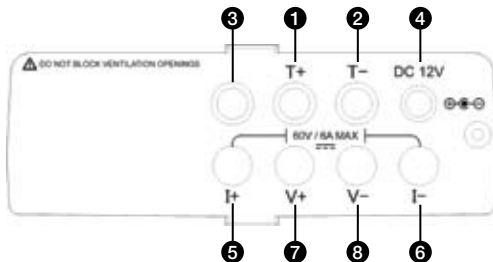 3 1 2 4
⚠ DO NOT BLOCK VENTILATION OPENINGS
T+ T− DC 12V
60V / 6A MAX
I+ V+ V− I−
5 7 8 6